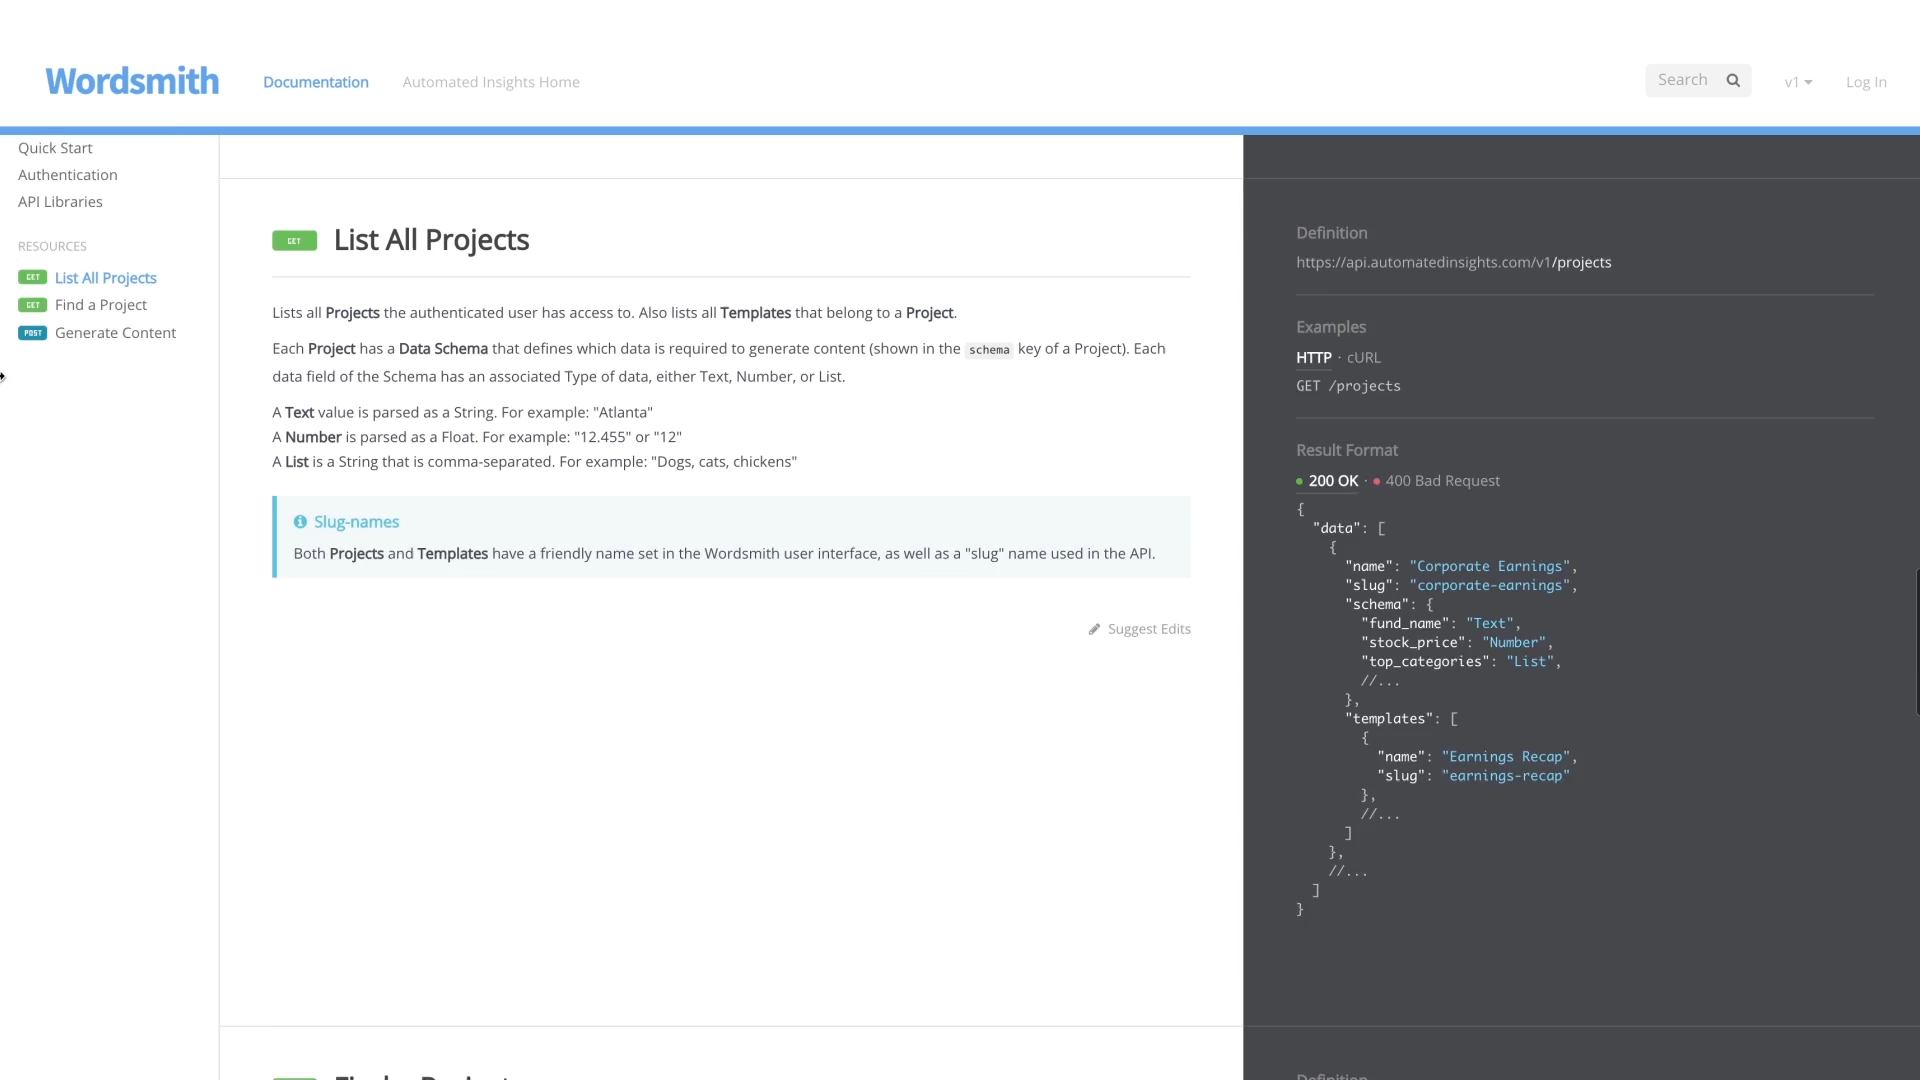 Wordsmith
Documentation
Automated Insights Home
Search
v1
Log In
Quick Start
Authentication
API Libraries
RESOURCES
GET List All Projects
GET Find a Project
POST Generate Content
GET List All Projects
Lists all Projects the authenticated user has access to. Also lists all Templates that belong to a Project.
Each Project has a Data Schema that defines which data is required to generate content (shown in the schema key of a Project). Each
data field of the Schema has an associated Type of data, either Text, Number, or List.
A Text value is parsed as a String. For example: "Atlanta"
A Number is parsed as a Float. For example: "12.455" or "12"
A List is a String that is comma-separated. For example: "Dogs, cats, chickens"
Slug-names
Both Projects and Templates have a friendly name set in the Wordsmith user interface, as well as a "slug" name used in the API.
Suggest Edits
Definition
https://api.automatedinsights.com/v1/projects
Examples
HTTP · cURL
GET /projects
Result Format
200 OK · 400 Bad Request
{
"data": [
{
"name": "Corporate Earnings",
"slug": "corporate-earnings",
"schema": {
"fund_name": "Text",
"stock_price": "Number",
"top_categories": "List",
//...
},
"templates": [
{
"name": "Earnings Recap",
"slug": "earnings-recap"
},
//...
]
},
//...
]
}